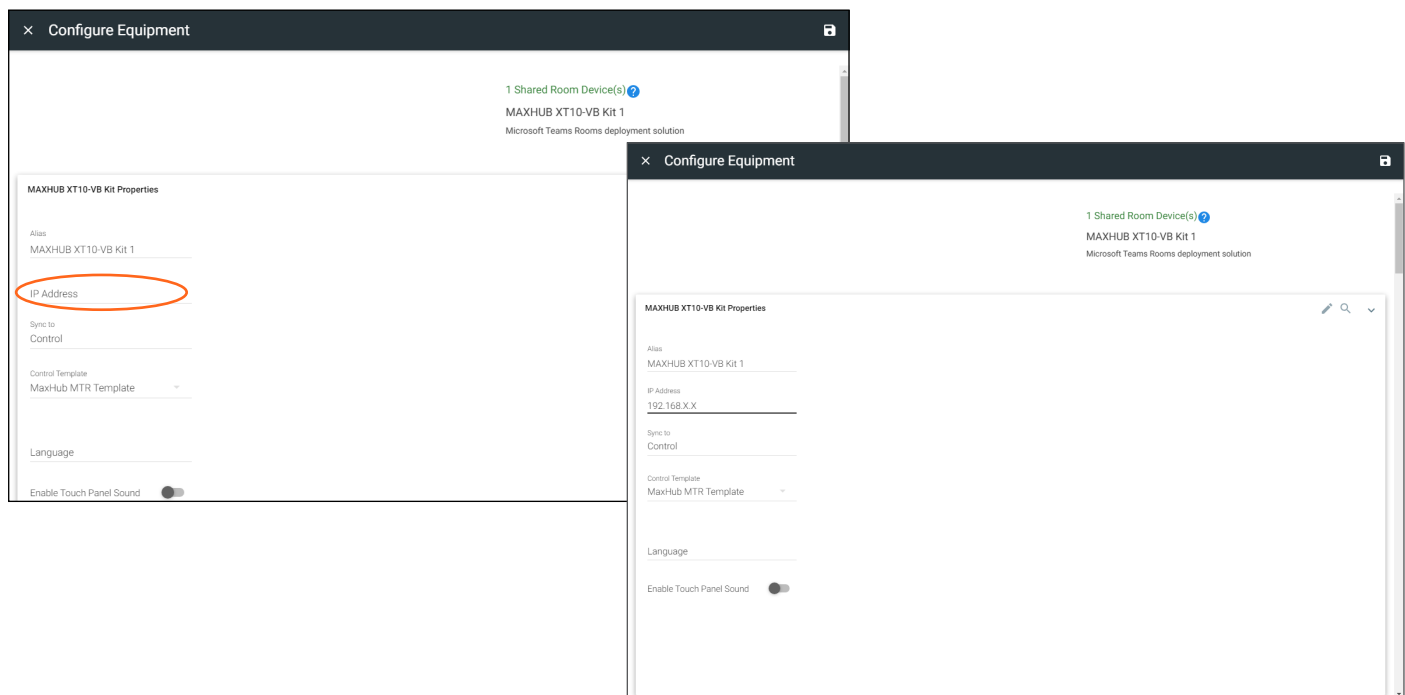 Configure Equipment
1 Shared Room Device(s)
MAXHUB XT10-VB Kit 1
Microsoft Teams Rooms deployment solution
MAXHUB XT10-VB Kit Properties
Alias
MAXHUB XT10-VB Kit 1
IP Address
Sync to
Control
Control Template
MaxHub MTR Template
Language
Enable Touch Panel Sound
Configure Equipment
1 Shared Room Device(s)
MAXHUB XT10-VB Kit 1
Microsoft Teams Rooms deployment solution
MAXHUB XT10-VB Kit Properties
Alias
MAXHUB XT10-VB Kit 1
IP Address
192.168.X.X
Sync to
Control
Control Template
MaxHub MTR Template
Language
Enable Touch Panel Sound